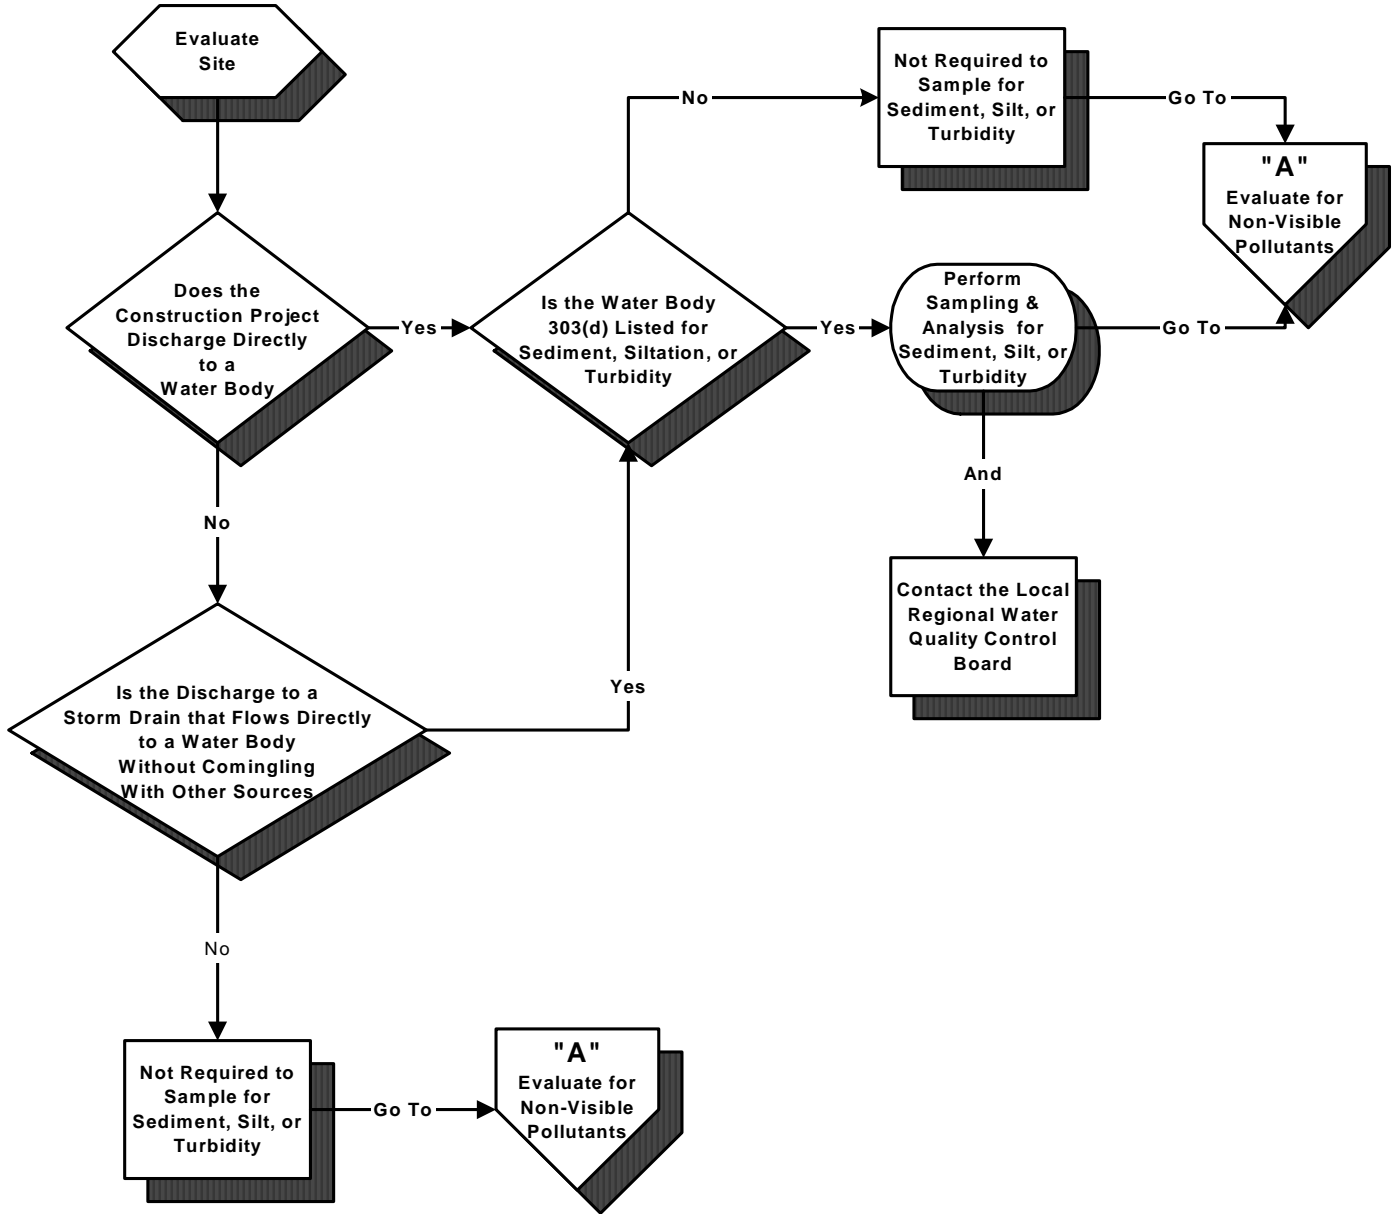 Evaluate
Site
Does the
Construction Project
Discharge Directly
to a
Water Body
Yes
Is the Water Body
303(d) Listed for
Sediment, Siltation, or
Turbidity
No
Not Required to
Sample for
Sediment, Silt, or
Turbidity
Go To
"A"
Evaluate for
Non-Visible
Pollutants
Yes
Perform
Sampling &
Analysis for
Sediment, Silt, or
Turbidity
Go To
And
Contact the Local
Regional Water
Quality Control
Board
No
Is the Discharge to a
Storm Drain that Flows Directly
to a Water Body
Without Comingling
With Other Sources
Yes
No
Not Required to
Sample for
Sediment, Silt, or
Turbidity
Go To
"A"
Evaluate for
Non-Visible
Pollutants